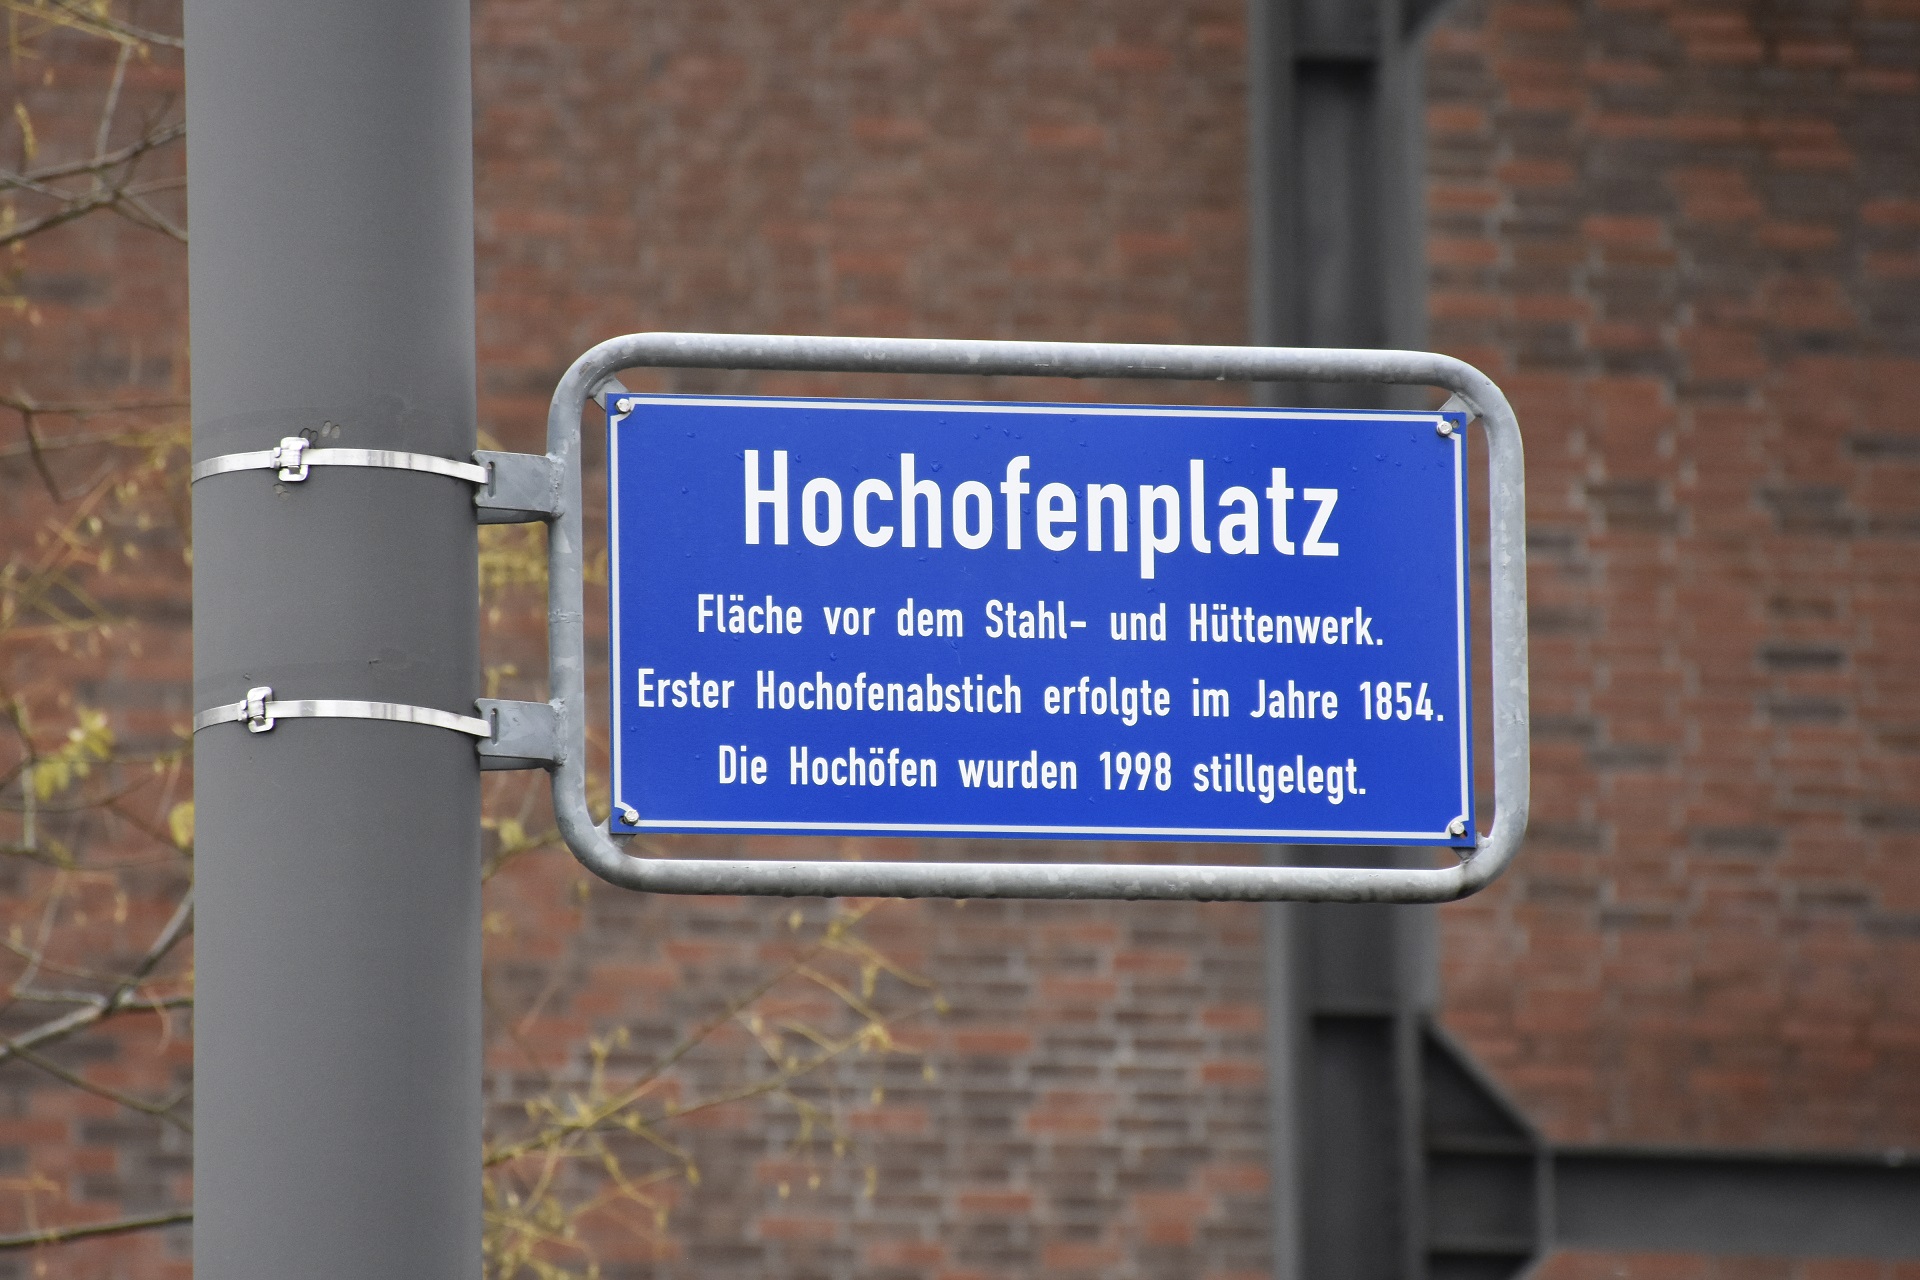 Hochofenplatz
Fläche vor dem Stahl- und Hüttenwerk.
Erster Hochofenabstich erfolgte im Jahre 1854.
Die Hochöfen wurden 1998 stillgelegt.